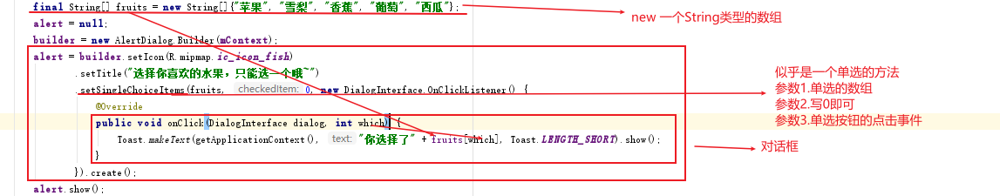 final String[] fruits = new String[]{"苹果", "雪梨", "香蕉", "葡萄", "西瓜"};
new 一个String类型的数组
alert = null;
builder = new AlertDialog.Builder(mContext);
alert = builder.setIcon(R.mipmap.ic_icon_fish)
.setTitle("选择你喜欢的水果，只能选一个哦~")
似乎是一个单选的方法
.setSingleChoiceItems(fruits, checkedItem: 0, new DialogInterface.OnClickListener() {
参数1.单选的数组
参数2.写0即可
@Override
参数3.单选按钮的点击事件
public void onClick(DialogInterface dialog, int which) {
Toast.makeText(getApplicationContext(), text: "你选择了" + fruits[which], Toast.LENGTH_SHORT).show();
对话框
}
}).create();
alert.show();